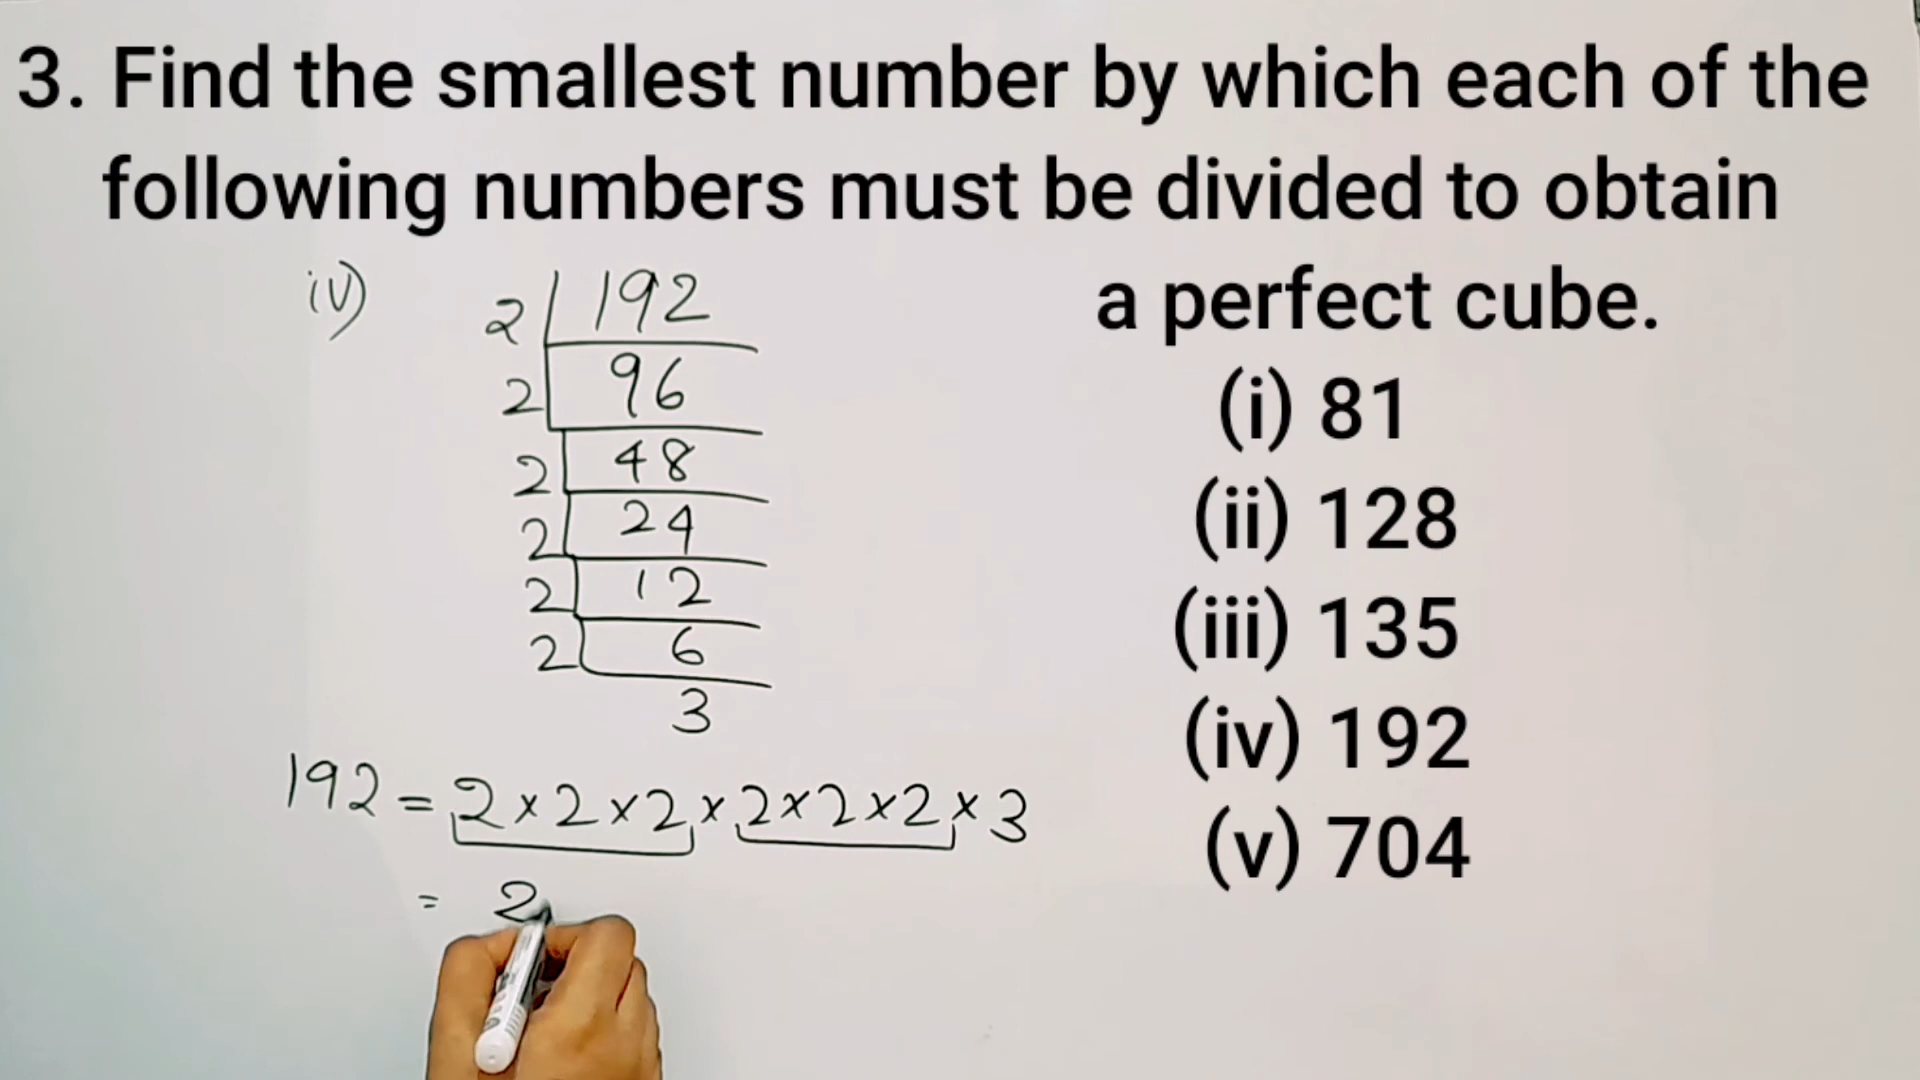 3. Find the smallest number by which each of the
following numbers must be divided to obtain
a perfect cube.
(i) 81
(ii) 128
(iii) 135
(iv) 192
(v) 704
iv)
2 192
2 96
2 48
2 24
2 12
2 6
3
192 = 2 × 2 × 2 × 2 × 2 × 2 × 3
= 2